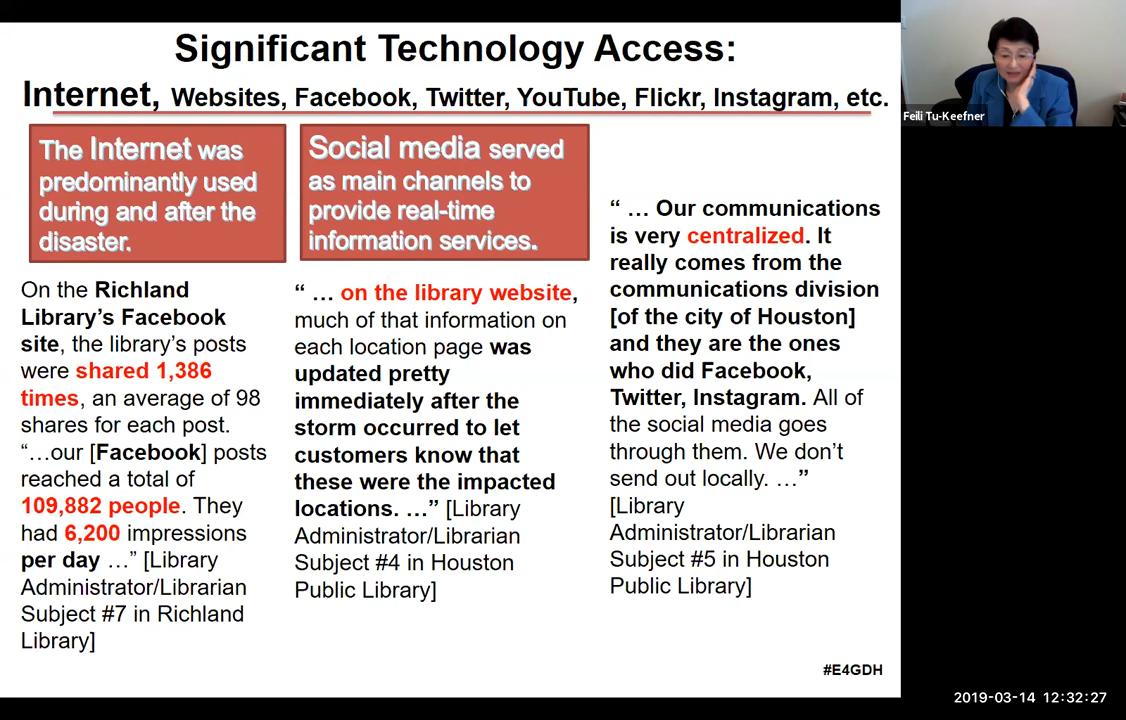 Significant Technology Access:
Internet, Websites, Facebook, Twitter, YouTube, Flickr, Instagram, etc.
The Internet was
predominantly used
during and after the
disaster.
Social media served
as main channels to
provide real-time
information services.
On the Richland
Library's Facebook
site, the library's posts
were shared 1,386
times, an average of 98
shares for each post.
“…our [Facebook] posts
reached a total of
109,882 people. They
had 6,200 impressions
per day …” [Library
Administrator/Librarian
Subject #7 in Richland
Library]
“ … on the library website,
much of that information on
each location page was
updated pretty
immediately after the
storm occurred to let
customers know that
these were the impacted
locations. …” [Library
Administrator/Librarian
Subject #4 in Houston
Public Library]
“ … Our communications
is very centralized. It
really comes from the
communications division
[of the city of Houston]
and they are the ones
who did Facebook,
Twitter, Instagram. All of
the social media goes
through them. We don’t
send out locally. …”
[Library
Administrator/Librarian
Subject #5 in Houston
Public Library]
#E4GDH
Feili Tu-Keefner
2019-03-14 12:32:27